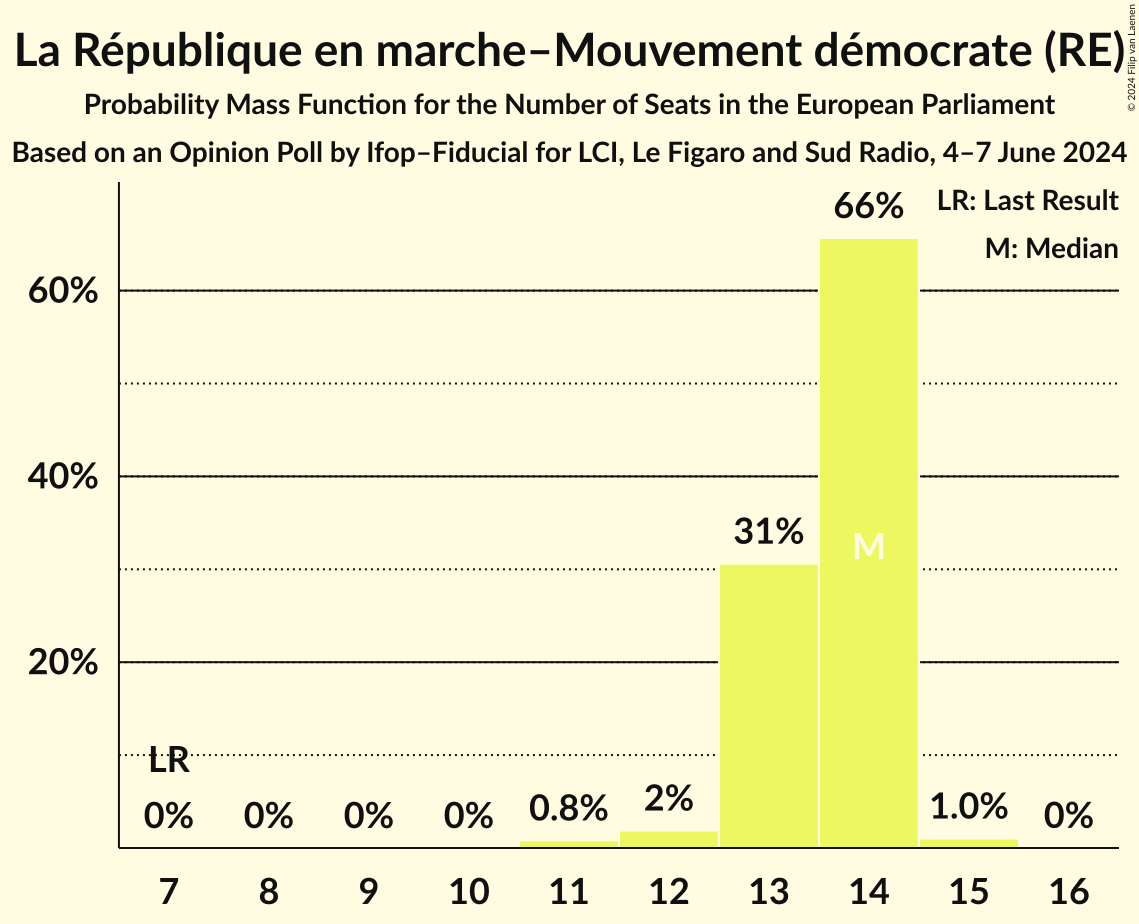 La République en marche–Mouvement démocrate (RE)
Probability Mass Function for the Number of Seats in the European Parliament
Based on an Opinion Poll by Ifop–Fiducial for LCI, Le Figaro and Sud Radio, 4–7 June 2024
© 2024 Filip van Laenen
LR: Last Result
M: Median
66%
60%
40%
31%
M
20%
LR
0%
0%
0%
0%
0.8%
2%
1.0%
0%
7 8 9 10 11 12 13 14 15 16